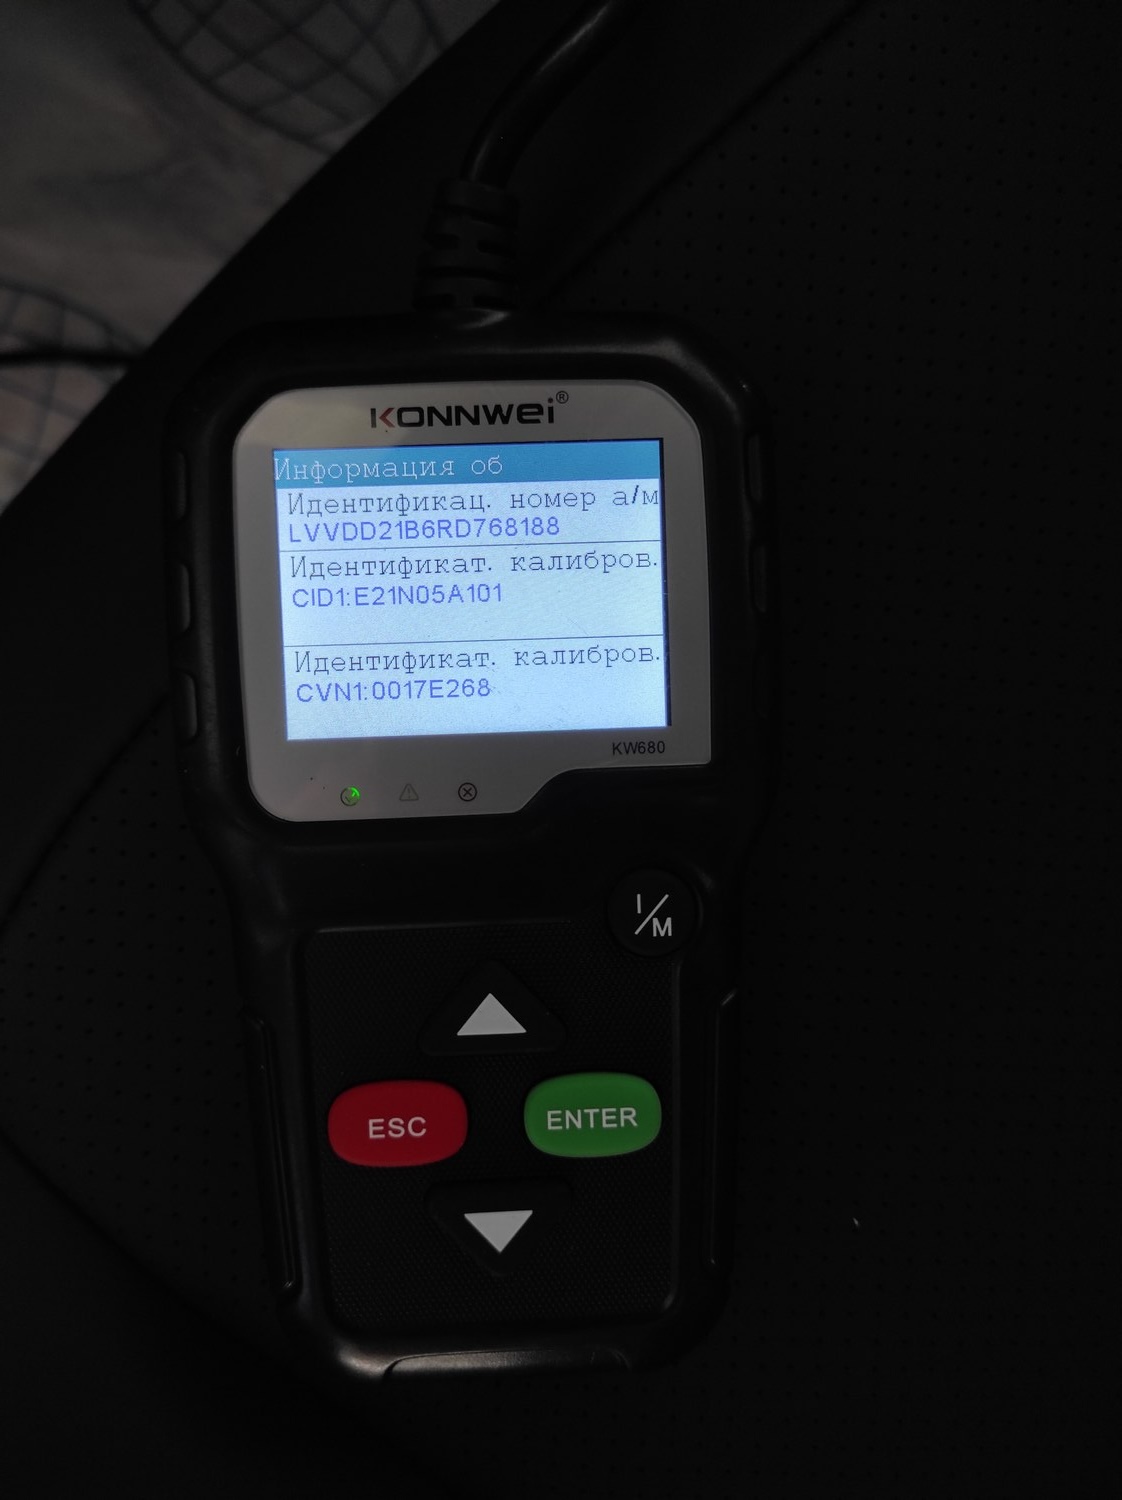 KONNWEI®
Информация об
Идентификац. номер а/м
LVVDD21B6RD768188
Идентификат. калибров.
CID1:E21N05A101
Идентификат. калибров.
CVN1:0017E268
KW680
I/M
ESC
ENTER